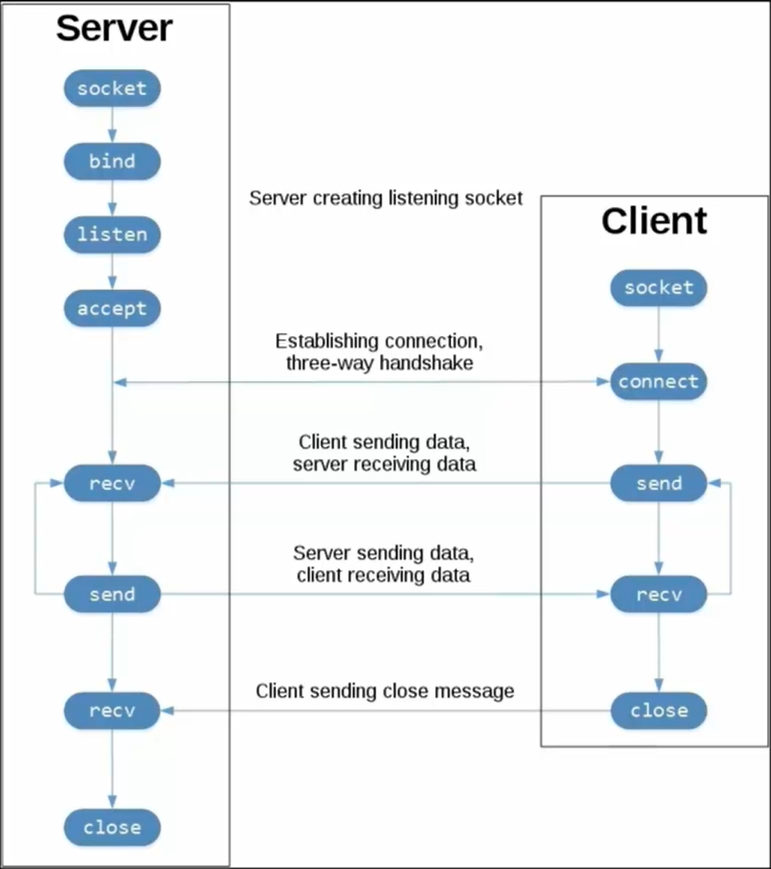 Server
socket
bind
listen
accept
recv
send
recv
close
Server creating listening socket
Establishing connection,
three-way handshake
Client sending data,
server receiving data
Server sending data,
client receiving data
Client sending close message
Client
socket
connect
send
recv
close